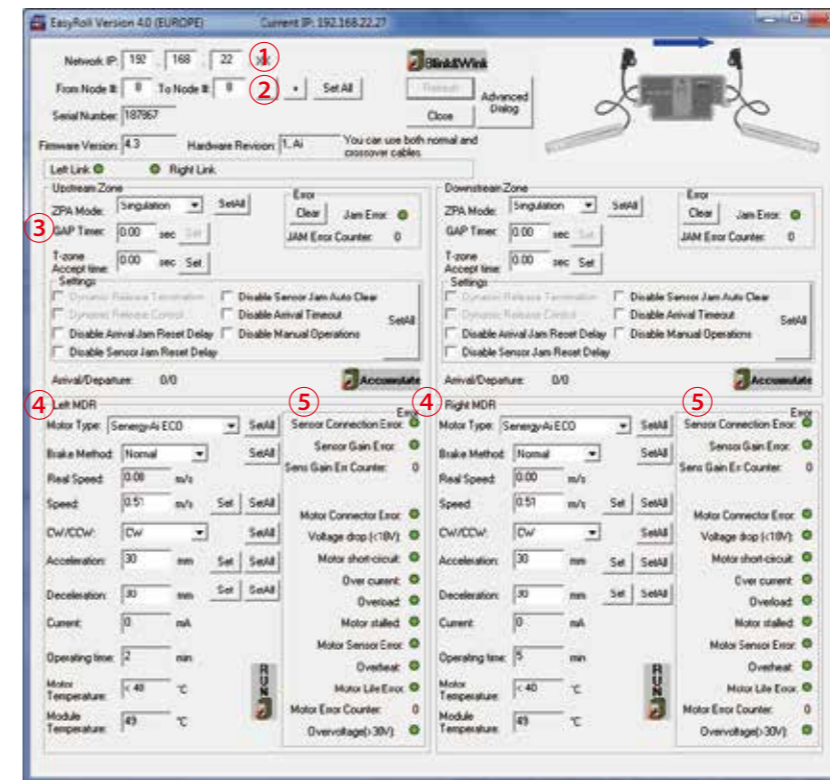 EasyRoll Version 4.0 (EUROPE) Current IP: 192.168.22.27
Network IP: 192 . 168 . 22 ①
Blink&Wink
From Node #: 8 To Node #: 8 ② + Set All Refresh Advanced Dialog
Serial Number: 187967 Close
Firmware Version: 4.3 Hardware Revision: 1. Ai You can use both normal and crossover cables.
Left Link Right Link
Upstream Zone Error Downstream Zone Error
ZPA Mode: Singulation SetAll Clear Jam Error: ZPA Mode: Singulation SetAll Clear Jam Error:
③ GAP Timer: 0.00 sec Set JAM Error Counter: 0 GAP Timer: 0.00 sec Set JAM Error Counter: 0
T-zone Accept time: 0.00 sec Set T-zone Accept time: 0.00 sec Set
Settings Settings
Dynamic Release Termination Disable Sensor Jam Auto Clear Dynamic Release Termination Disable Sensor Jam Auto Clear
Dynamic Release Control Disable Arrival Timeout SetAll Dynamic Release Control Disable Arrival Timeout SetAll
Disable Arrival Jam Reset Delay Disable Manual Operations Disable Arrival Jam Reset Delay Disable Manual Operations
Disable Sensor Jam Reset Delay Disable Sensor Jam Reset Delay
Arrival/Departure: 0/0 Accumulate Arrival/Departure: 0/0 Accumulate
④ Left MDR ⑤ Error ④ Right MDR ⑤ Error
Motor Type: Senergy-Ai ECO SetAll Sensor Connection Error: Motor Type: Senergy-Ai ECO SetAll Sensor Connection Error:
Brake Method: Normal SetAll Sensor Gain Error: Brake Method: Normal SetAll Sensor Gain Error:
Real Speed: 0.08 m/s Sens Gain Err Counter: 0 Real Speed: 0.00 m/s Sens Gain Err Counter: 0
Speed: 0.51 m/s Set SetAll Motor Connector Error: Speed: 0.51 m/s Set SetAll Motor Connector Error:
CW/CCW: CW SetAll Voltage drop (<18V): CW/CCW: CW SetAll Voltage drop (<18V):
Acceleration: 30 mm Set SetAll Motor short-circuit: Acceleration: 30 mm Set SetAll Motor short-circuit:
Over current: Over current:
Deceleration: 30 mm Set SetAll Overload: Deceleration: 30 mm Set SetAll Overload:
Current: 0 mA Motor stalled: Current: 0 mA Motor stalled:
Motor Sensor Error: Motor Sensor Error:
Operating time: 2 min Overheat: Operating time: 5 min Overheat:
Motor Temperature: < 40 °C RUN Motor Life Error: Motor Temperature: < 40 °C RUN Motor Life Error:
Motor Error Counter: 0 Motor Error Counter: 0
Module Temperature: 49 °C Overvoltage(>30V): Module Temperature: 49 °C Overvoltage(>30V):